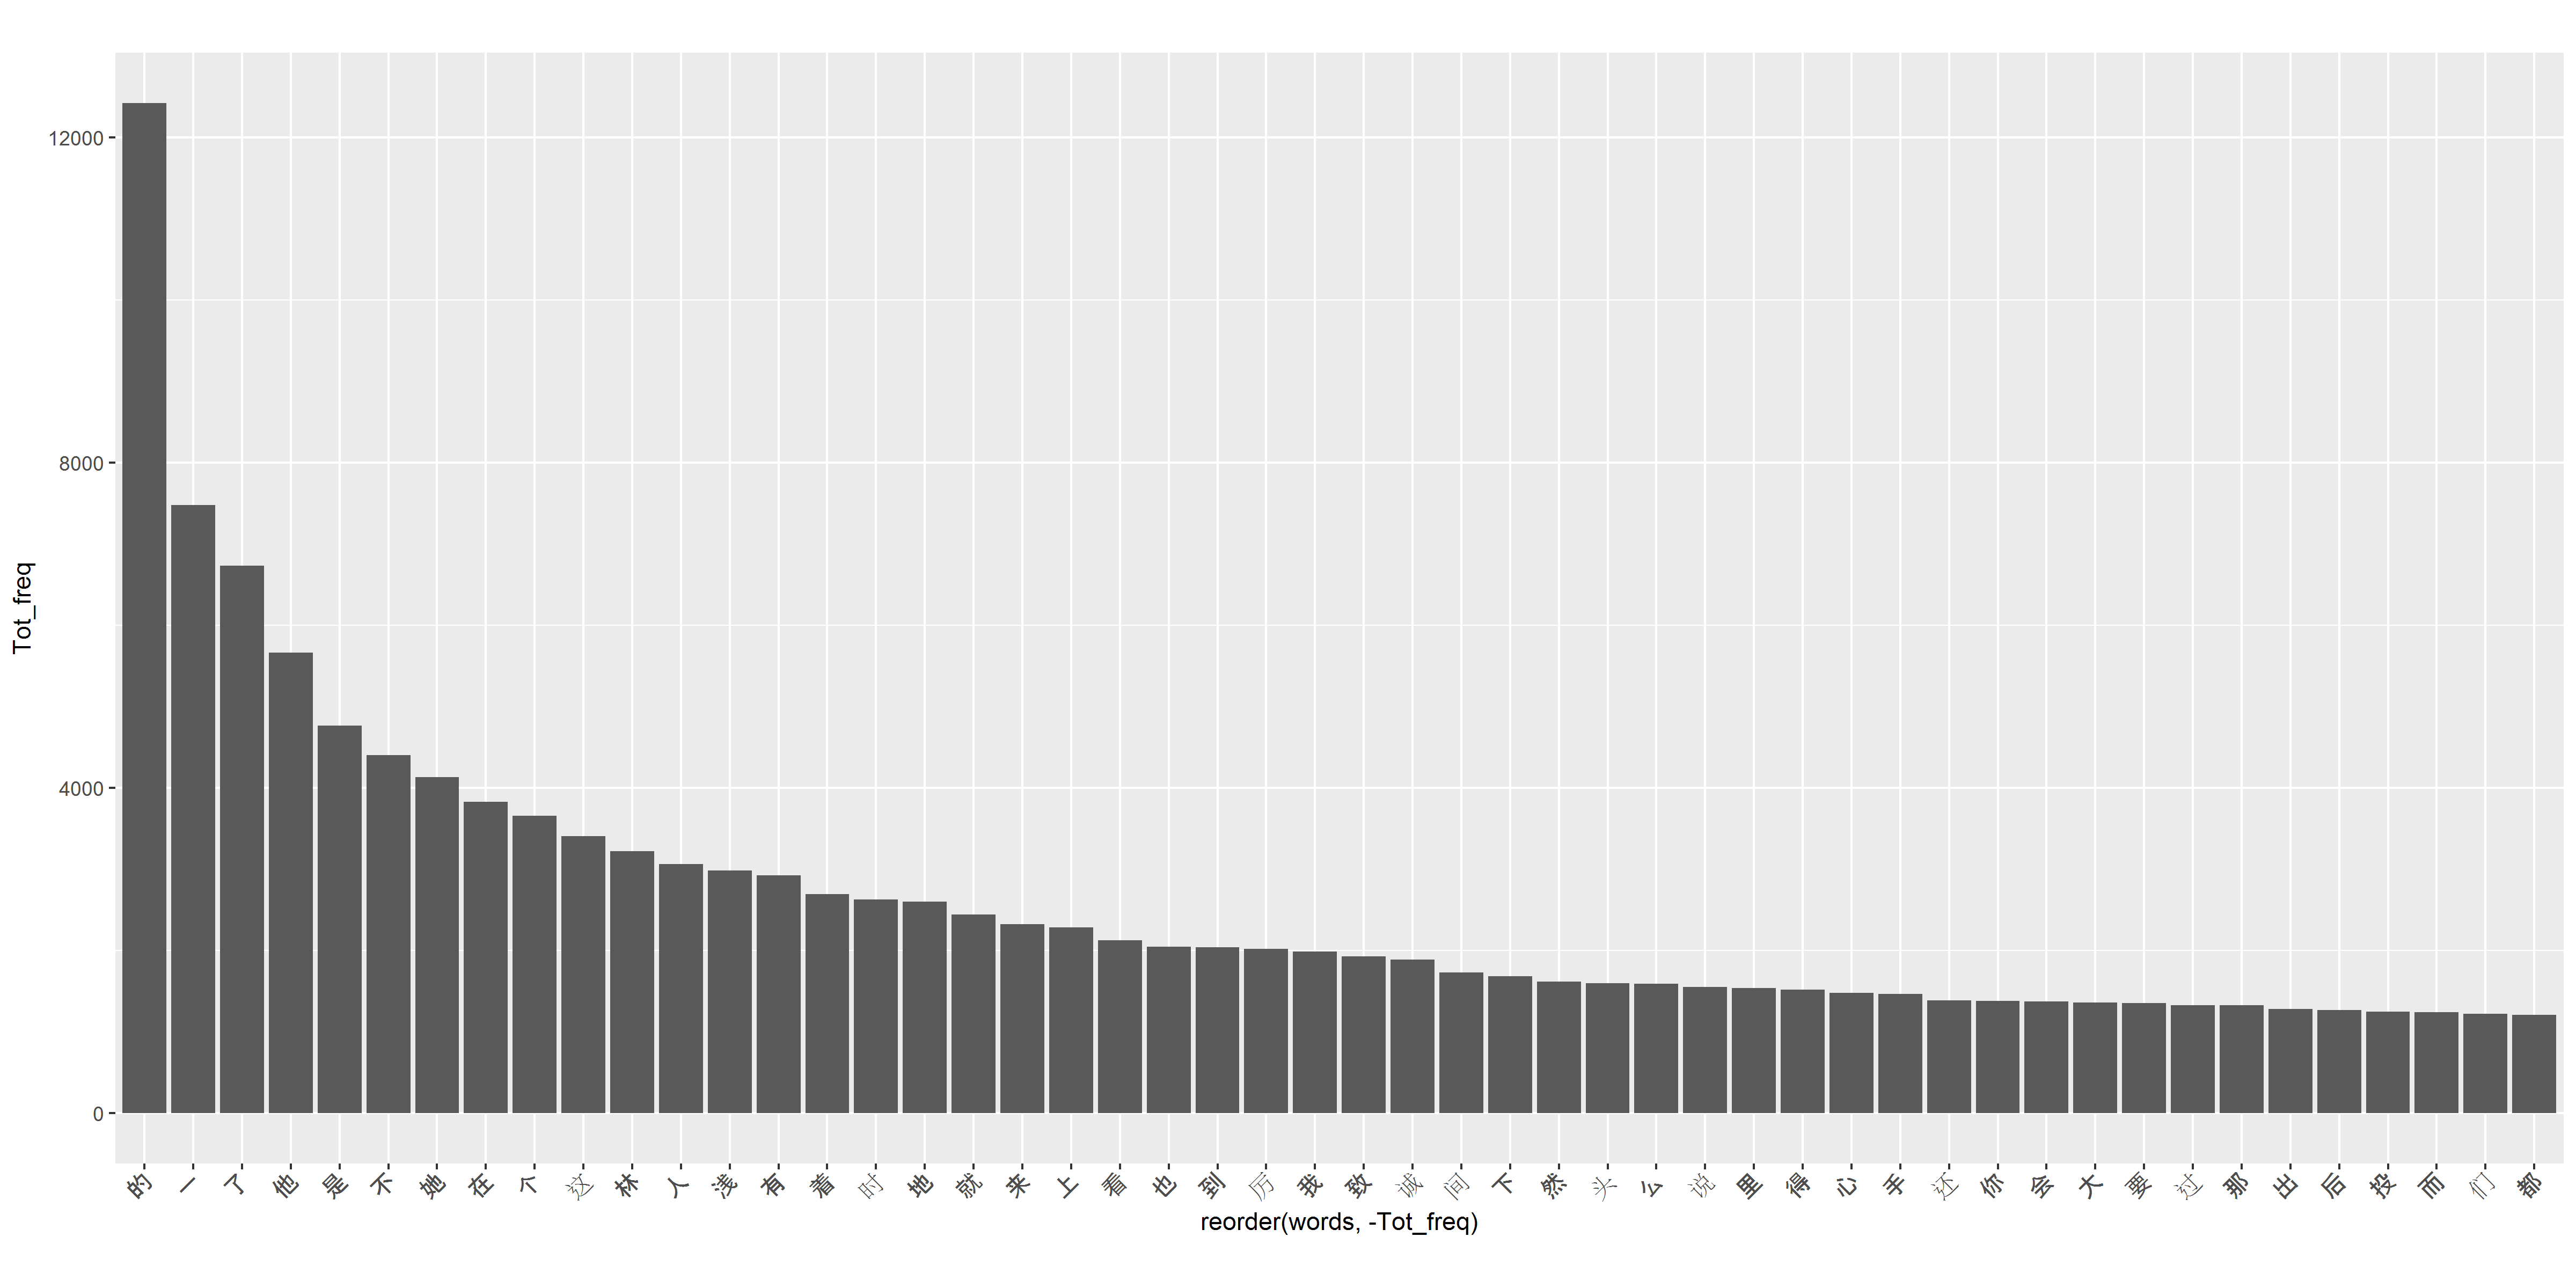 12000
8000
4000
0
Tot_freq
的 一 了 他 是 不 她 在 个 这 林 人 浅 有 着 时 地 就 来 上 看 也 到 厉 我 致 诚 间 下 然 头 公 说 里 得 心 手 还 你 会 大 要 过 那 出 后 投 而 们 都
reorder(words, -Tot_freq)